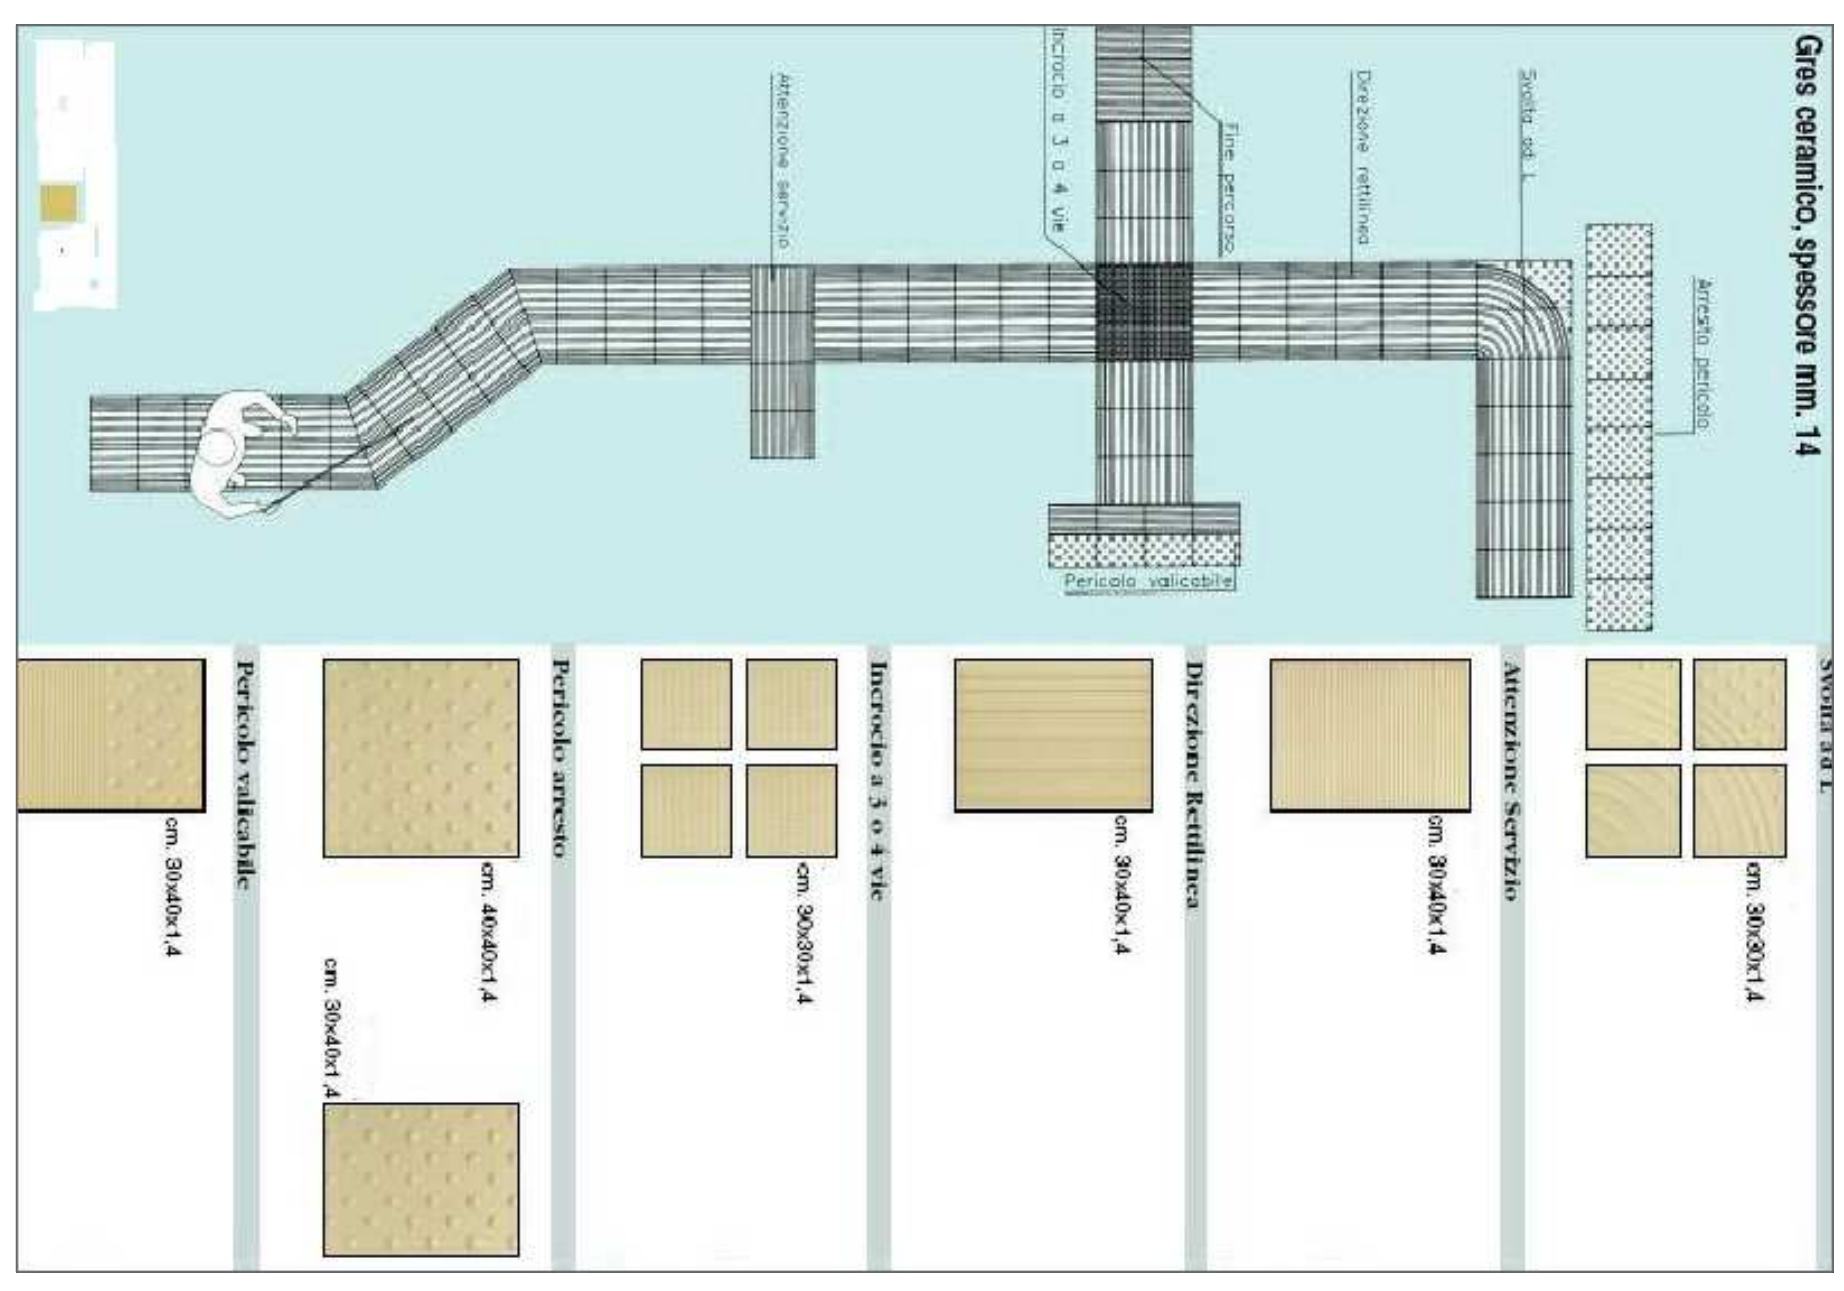 Gres ceramico, spessore mm. 14
Arresto pericolo
Svolta ad L
Direzione rettilinea
Fine percorso
Incrocio a 3 o 4 vie
Pericolo valicabile
Attenzione servizio
Svolta ad L
cm. 30x30x1,4
Attenzione Servizio
cm. 30x40x1,4
Direzione Rettilinea
cm. 30x40x1,4
Incrocio a 3 o 4 vie
cm. 30x30x1,4
Pericolo arresto
cm. 40x40x1,4
cm. 30x40x1,4
Pericolo valicabile
cm. 30x40x1,4